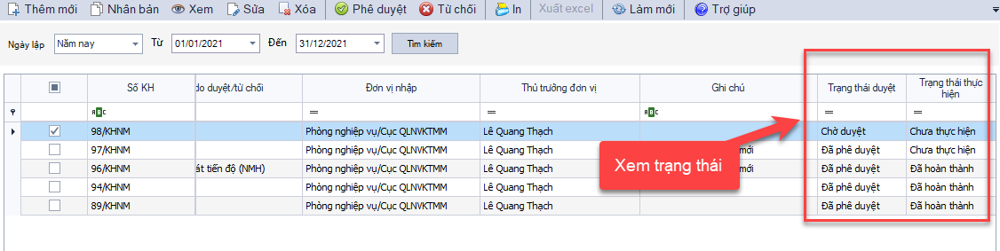 Thêm mới Nhân bản Xem Sửa Xóa Phê duyệt Từ chối In Xuất excel Làm mới Trợ giúp
Ngày lập Năm nay Từ 01/01/2021 Đến 31/12/2021 Tìm kiếm
Số KH do duyệt/từ chối Đơn vị nhập Thủ trưởng đơn vị Ghi chú Trạng thái duyệt Trạng thái thực
hiện
ABC = = ABC = =
98/KHNM Phòng nghiệp vụ/Cục QLNVKTMM Lê Quang Thạch Chờ duyệt Chưa thực hiện
97/KHNM Phòng nghiệp vụ/Cục QLNVKTMM Lê Quang Thạch mới Đã phê duyệt Chưa thực hiện
96/KHNM át tiến độ (NMH) Phòng nghiệp vụ/Cục QLNVKTMM Lê Quang Thạch mới Đã phê duyệt Đã hoàn thành
94/KHNM Phòng nghiệp vụ/Cục QLNVKTMM Lê Quang Thạch Đã phê duyệt Đã hoàn thành
89/KHNM Phòng nghiệp vụ/Cục QLNVKTMM Lê Quang Thạch Đã phê duyệt Đã hoàn thành
Xem trạng thái